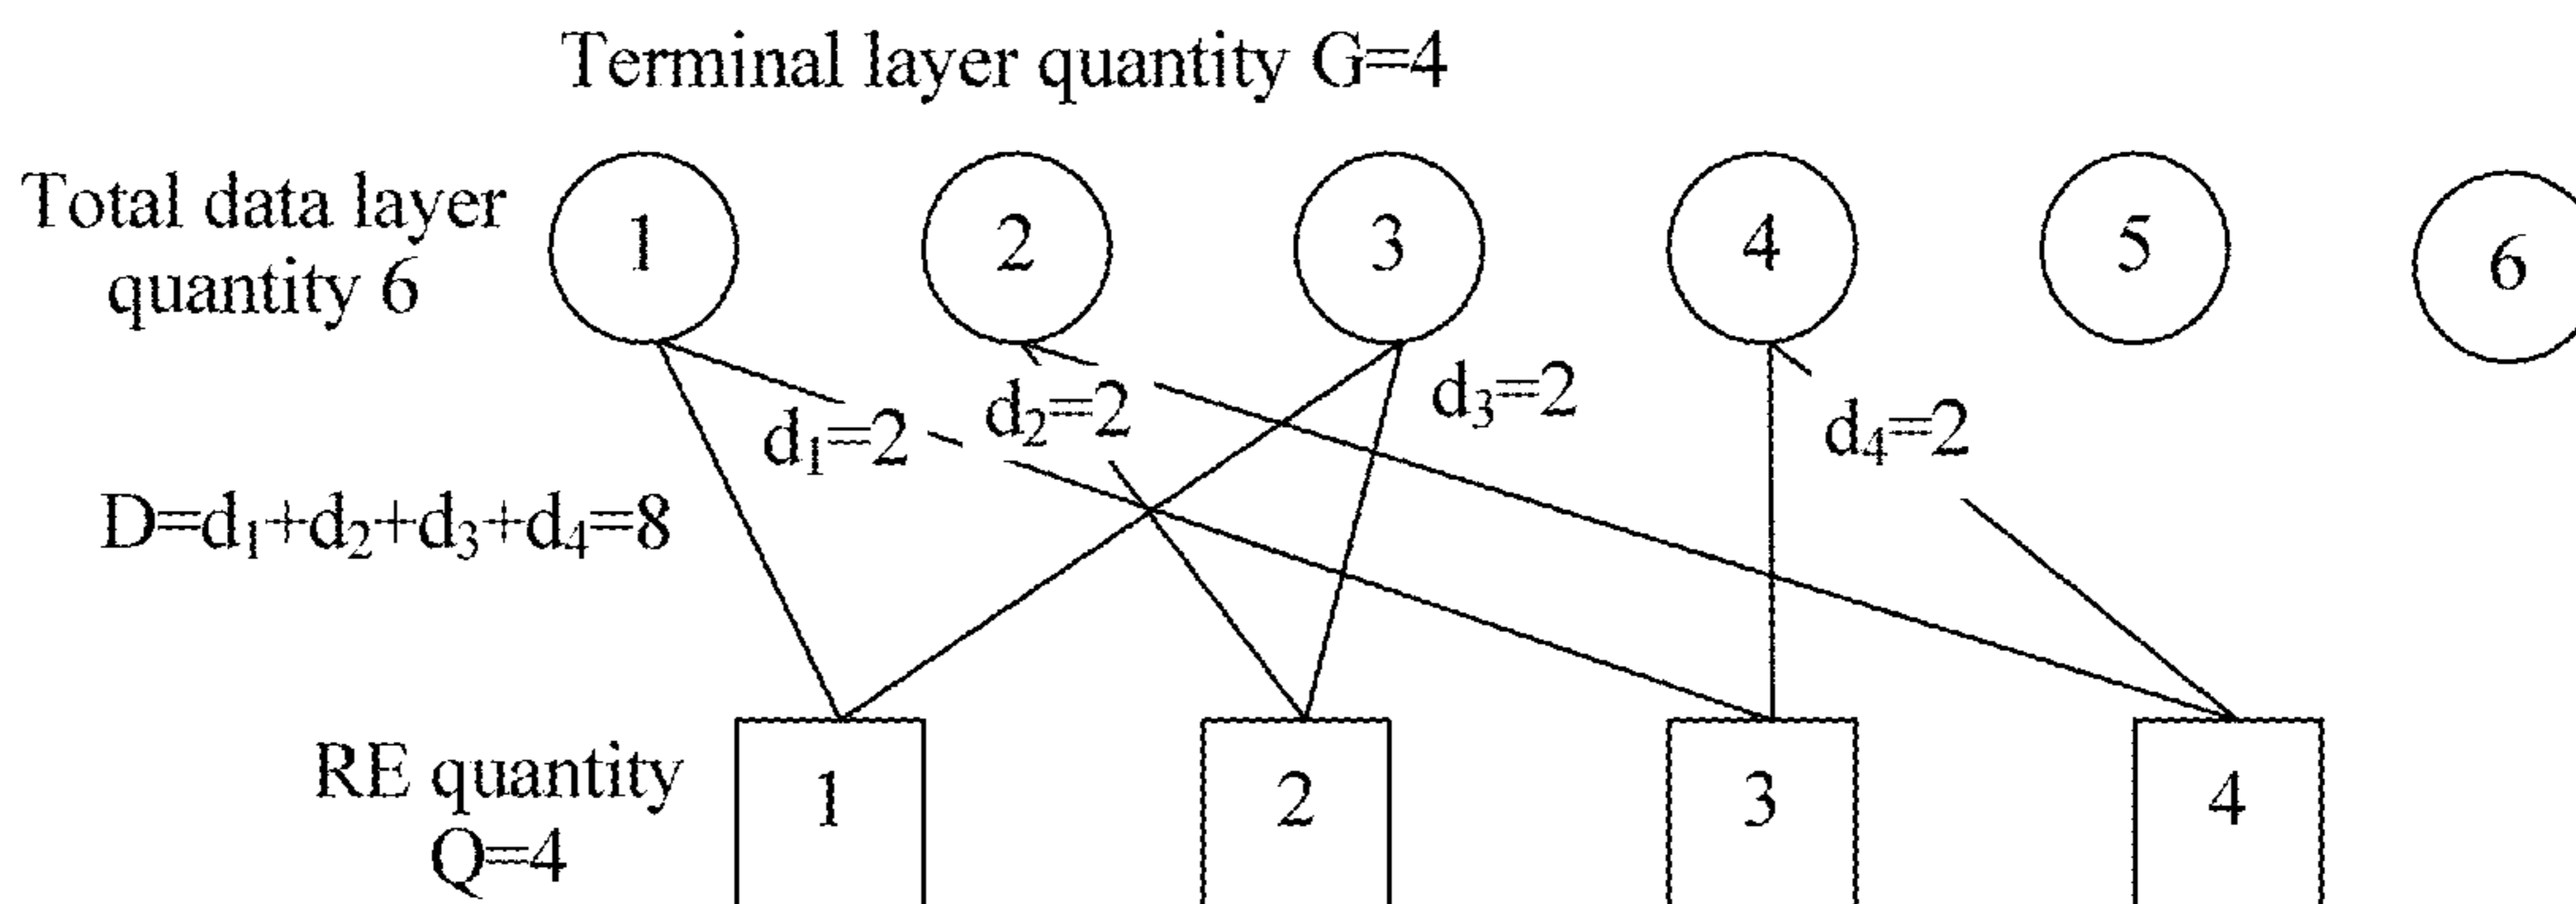 Terminal layer quantity G=4
Total data layer
quantity 6
1 2 3 4 5 6
d₁=2 d₂=2 d₃=2 d₄=2
D=d₁+d₂+d₃+d₄=8
RE quantity
Q=4
1 2 3 4